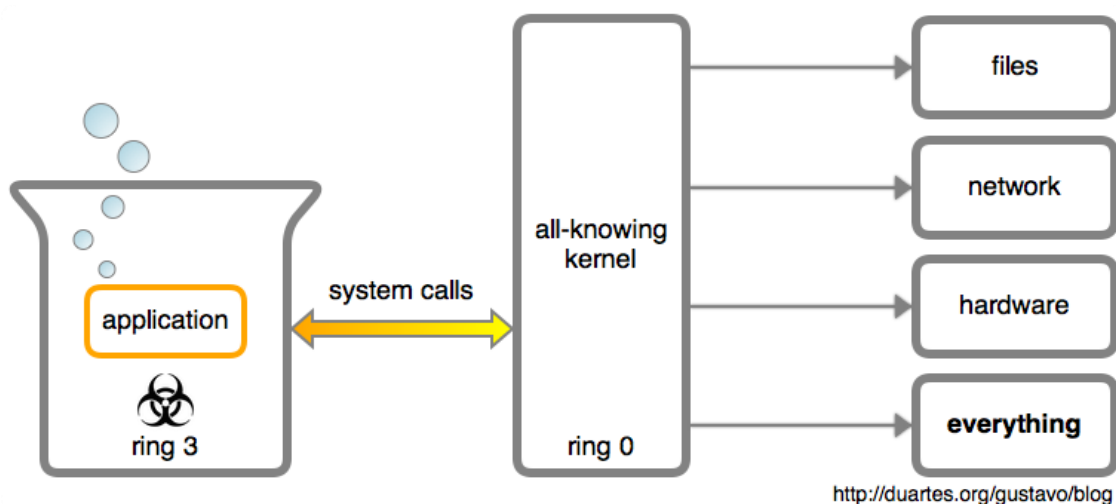 application
ring 3
system calls
all-knowing
kernel
ring 0
files
network
hardware
everything
http://duartes.org/gustavo/blog